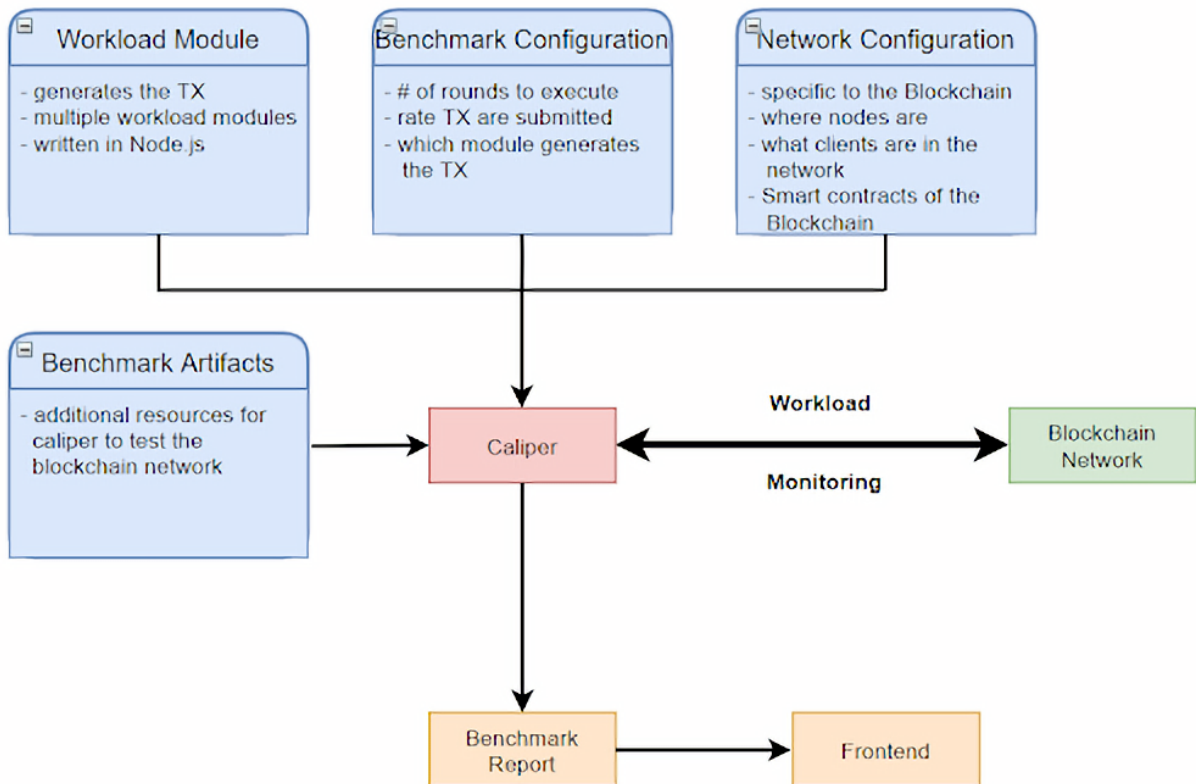 Workload Module
- generates the TX
- multiple workload modules
- written in Node.js
Benchmark Configuration
- # of rounds to execute
- rate TX are submitted
- which module generates
the TX
Network Configuration
- specific to the Blockchain
- where nodes are
- what clients are in the
network
- Smart contracts of the
Blockchain
Benchmark Artifacts
- additional resources for
caliper to test the
blockchain network
Caliper
Workload
Monitoring
Blockchain
Network
Benchmark
Report
Frontend